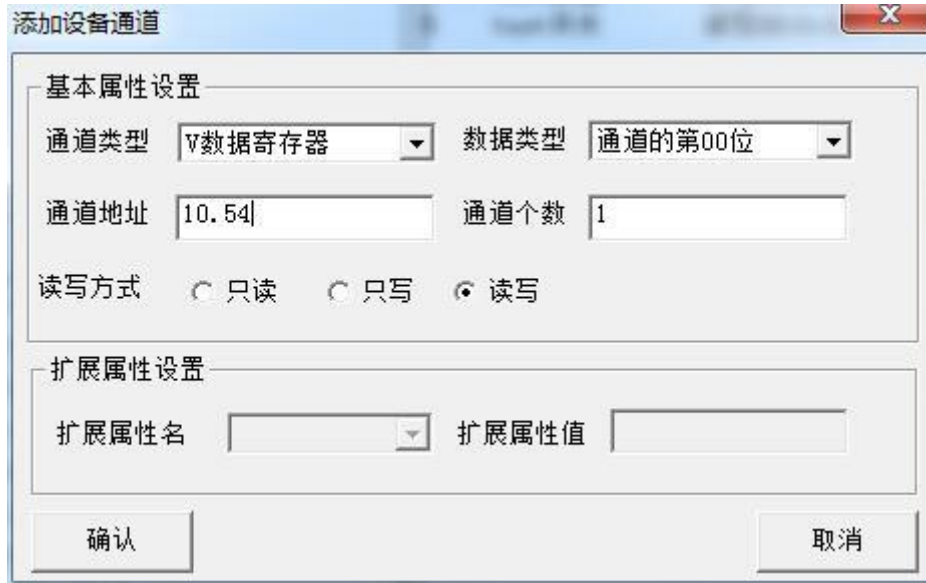 添加设备通道
基本属性设置
通道类型 V数据寄存器 数据类型 通道的第00位
通道地址 10.54 通道个数 1
读写方式 只读 只写 读写
扩展属性设置
扩展属性名 扩展属性值
确认 取消